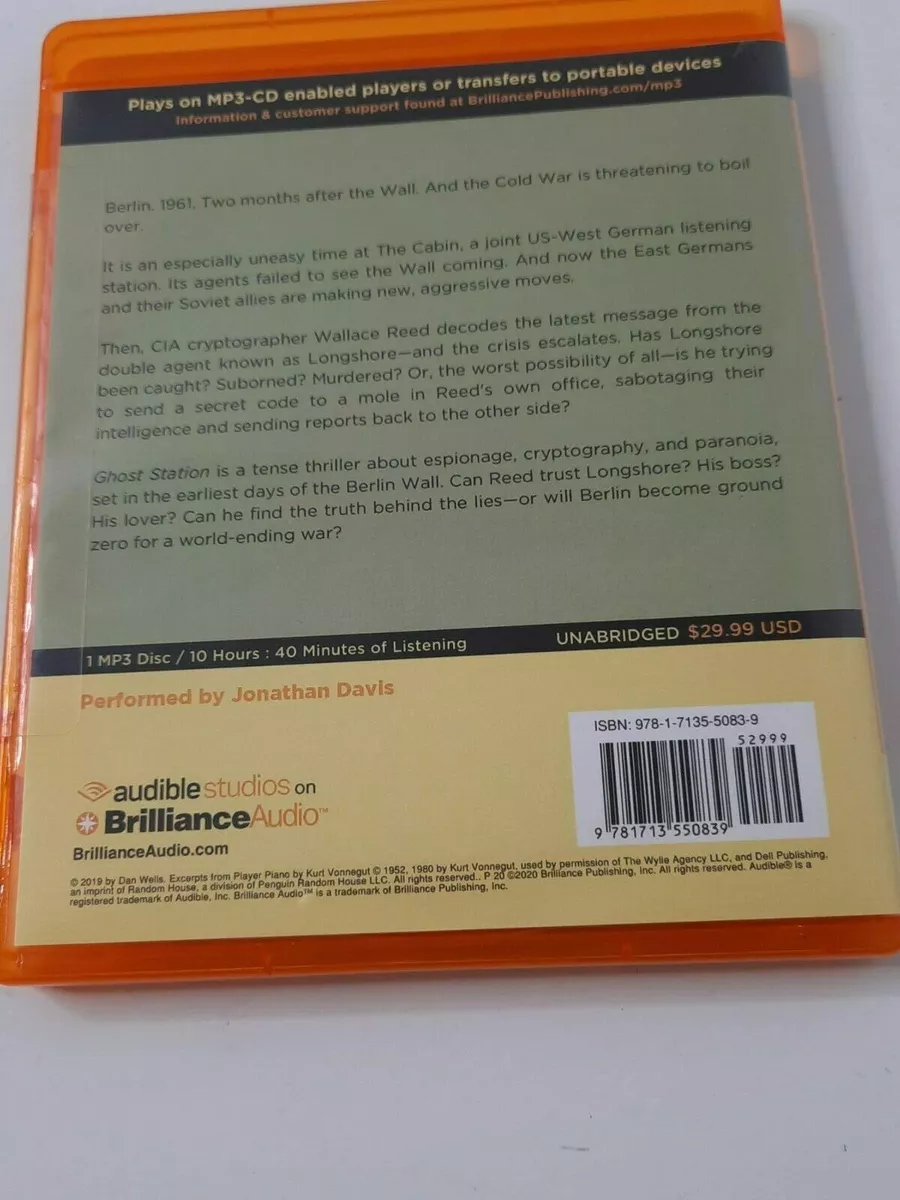 Plays on MP3-CD enabled players or transfers to portable devices
Information & customer support found at BrilliancePublishing.com/mp3
Berlin. 1961. Two months after the Wall. And the Cold War is threatening to boil
over.
It is an especially uneasy time at The Cabin, a joint US-West German listening
station. Its agents failed to see the Wall coming. And now the East Germans
and their Soviet allies are making new, aggressive moves.
Then, CIA cryptographer Wallace Reed decodes the latest message from the
double agent known as Longshore—and the crisis escalates. Has Longshore
been caught? Suborned? Murdered? Or, the worst possibility of all—is he trying
to send a secret code to a mole in Reed's own office, sabotaging their
intelligence and sending reports back to the other side?
Ghost Station is a tense thriller about espionage, cryptography, and paranoia,
set in the earliest days of the Berlin Wall. Can Reed trust Longshore? His boss?
His lover? Can he find the truth behind the lies—or will Berlin become ground
zero for a world-ending war?
1 MP3 Disc / 10 Hours : 40 Minutes of Listening
UNABRIDGED $29.99 USD
Performed by Jonathan Davis
ISBN: 978-1-7135-5083-9
52999
9 781713 550839
audible studios on
BrillianceAudio™
BrillianceAudio.com
© 2019 by Dan Wells. Excerpts from Player Piano by Kurt Vonnegut © 1952, 1980 by Kurt Vonnegut, used by permission of The Wylie Agency LLC, and Dell Publishing,
an imprint of Random House, a division of Penguin Random House LLC. All rights reserved.. P 20 ©2020 Brilliance Publishing, Inc. All rights reserved. Audible® is a
registered trademark of Audible, Inc. Brilliance Audio™ is a trademark of Brilliance Publishing, Inc.